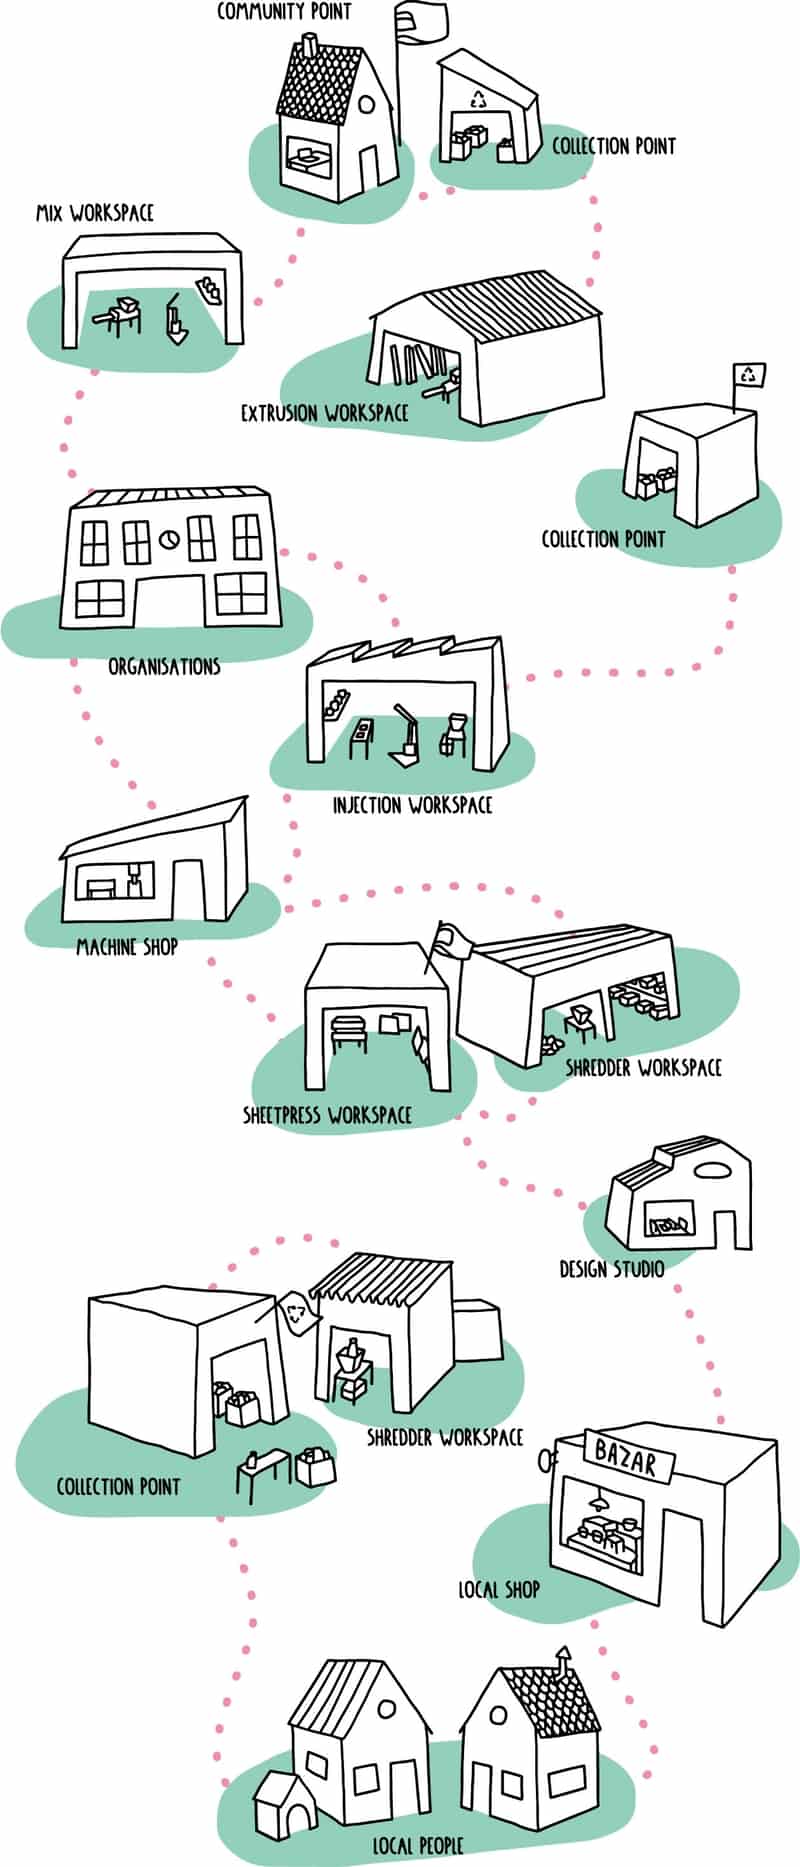 COMMUNITY POINT
COLLECTION POINT
MIX WORKSPACE
EXTRUSION WORKSPACE
COLLECTION POINT
ORGANISATIONS
INJECTION WORKSPACE
MACHINE SHOP
SHREDDER WORKSPACE
SHEETPRESS WORKSPACE
DESIGN STUDIO
SHREDDER WORKSPACE
BAZAR
COLLECTION POINT
LOCAL SHOP
LOCAL PEOPLE